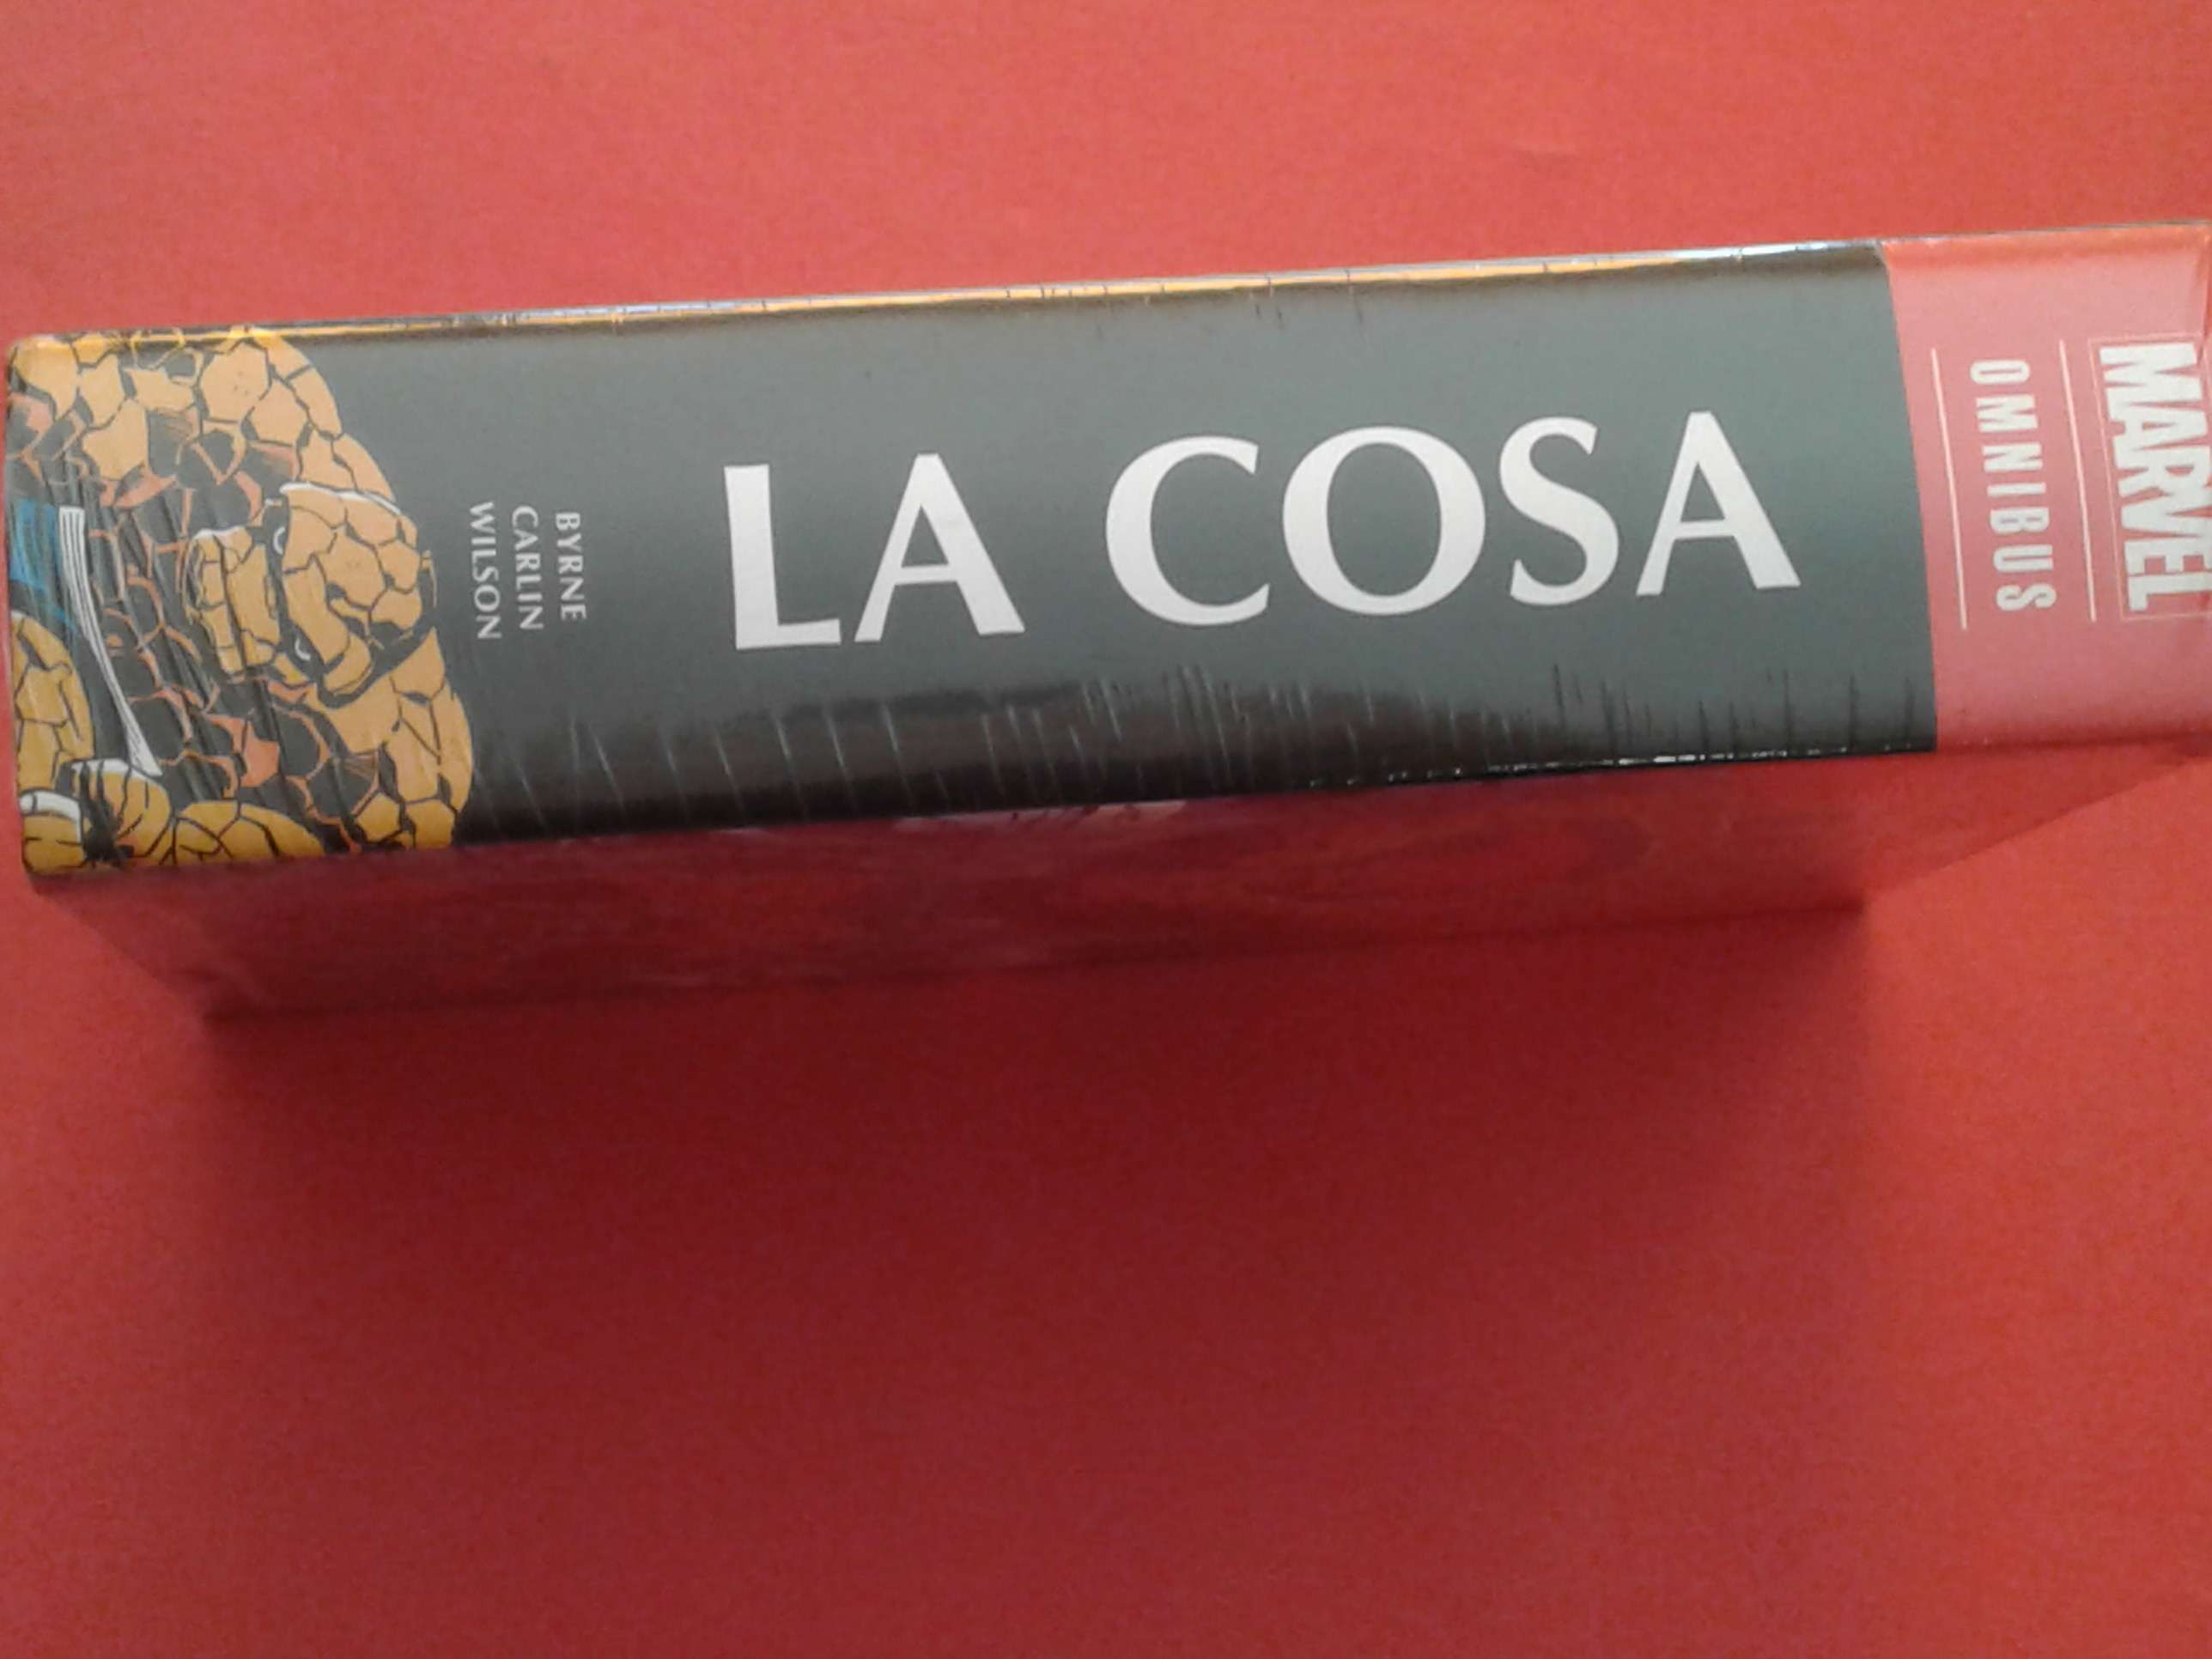 MARVEL
OMNIBUS
LA COSA
BYRNE
CARLIN
WILSON